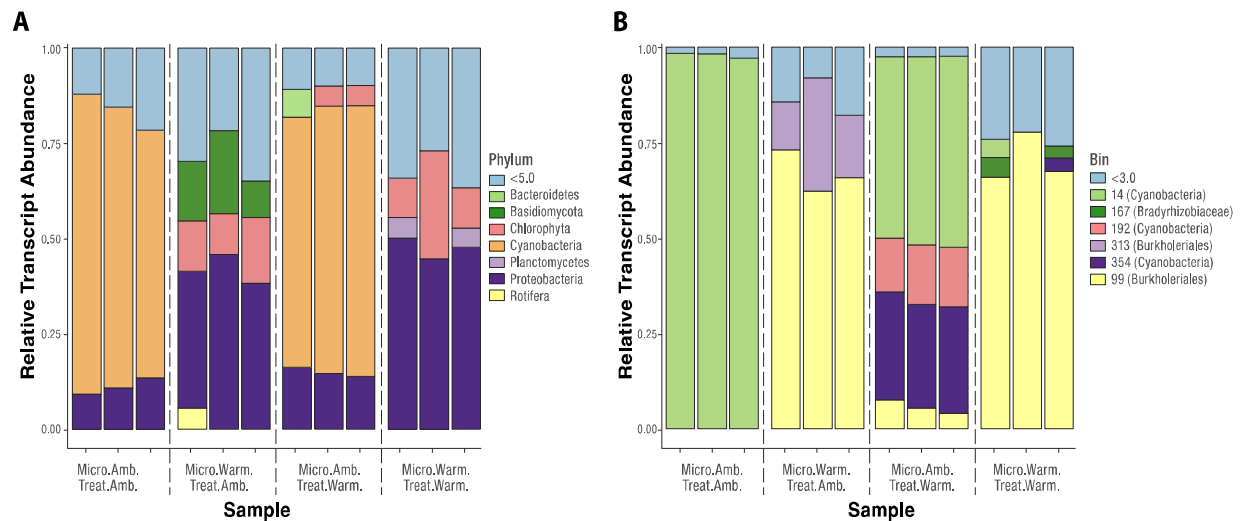 A
Relative Transcript Abundance
1.00
0.75
0.50
0.25
0.00
Micro.Amb.
Treat.Amb.
Micro.Warm.
Treat.Amb.
Micro.Amb.
Treat.Warm.
Micro.Warm.
Treat.Warm.
Sample
Phylum
<5.0
Bacteroidetes
Basidiomycota
Chlorophyta
Cyanobacteria
Planctomycetes
Proteobacteria
Rotifera
B
Relative Transcript Abundance
1.00
0.75
0.50
0.25
0.00
Micro.Amb.
Treat.Amb.
Micro.Warm.
Treat.Amb.
Micro.Amb.
Treat.Warm.
Micro.Warm.
Treat.Warm.
Sample
Bin
<3.0
14 (Cyanobacteria)
167 (Bradyrhizobiaceae)
192 (Cyanobacteria)
313 (Burkholeriales)
354 (Cyanobacteria)
99 (Burkholeriales)